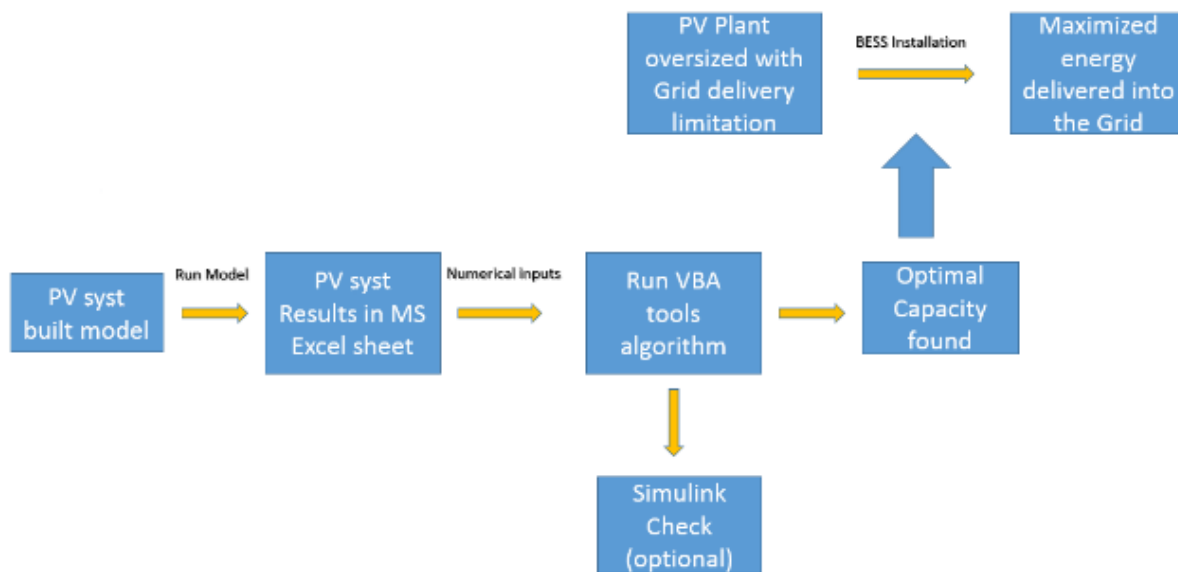 PV Plant
oversized with
Grid delivery
limitation
BESS Installation
Maximized
energy
delivered into
the Grid
PV syst
built model
Run Model
PV syst
Results in MS
Excel sheet
Numerical inputs
Run VBA
tools
algorithm
Optimal
Capacity
found
Simulink
Check
(optional)